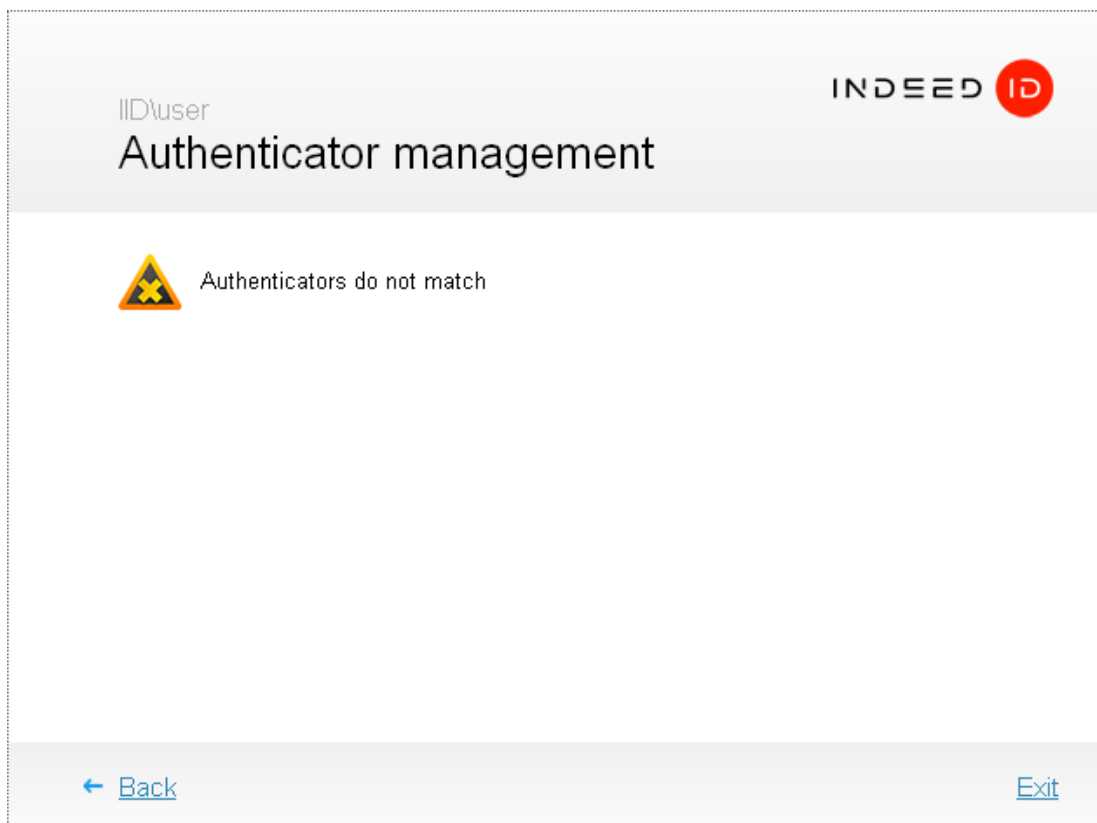 INDEED ID
IID\user
Authenticator management
Authenticators do not match
← Back
Exit